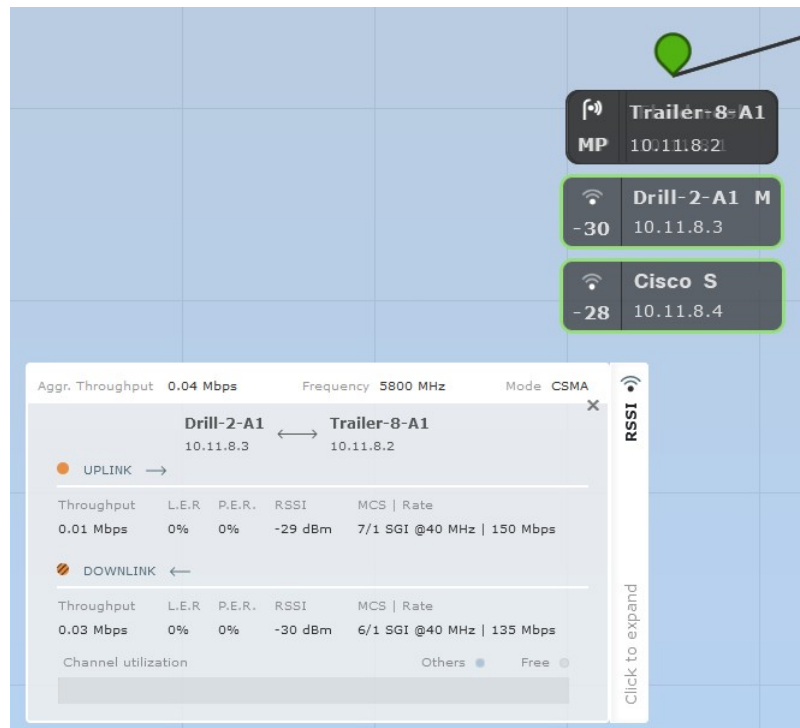 Trailer-8-A1
MP 10.11.8.2
Drill-2-A1 M
-30 10.11.8.3
Cisco S
-28 10.11.8.4
Aggr. Throughput 0.04 Mbps Frequency 5800 MHz Mode CSMA
Drill-2-A1 Trailer-8-A1
10.11.8.3 10.11.8.2
UPLINK
Throughput L.E.R P.E.R. RSSI MCS | Rate
0.01 Mbps 0% 0% -29 dBm 7/1 SGI @40 MHz | 150 Mbps
DOWNLINK
Throughput L.E.R P.E.R. RSSI MCS | Rate
0.03 Mbps 0% 0% -30 dBm 6/1 SGI @40 MHz | 135 Mbps
Channel utilization Others Free
RSSI
Click to expand